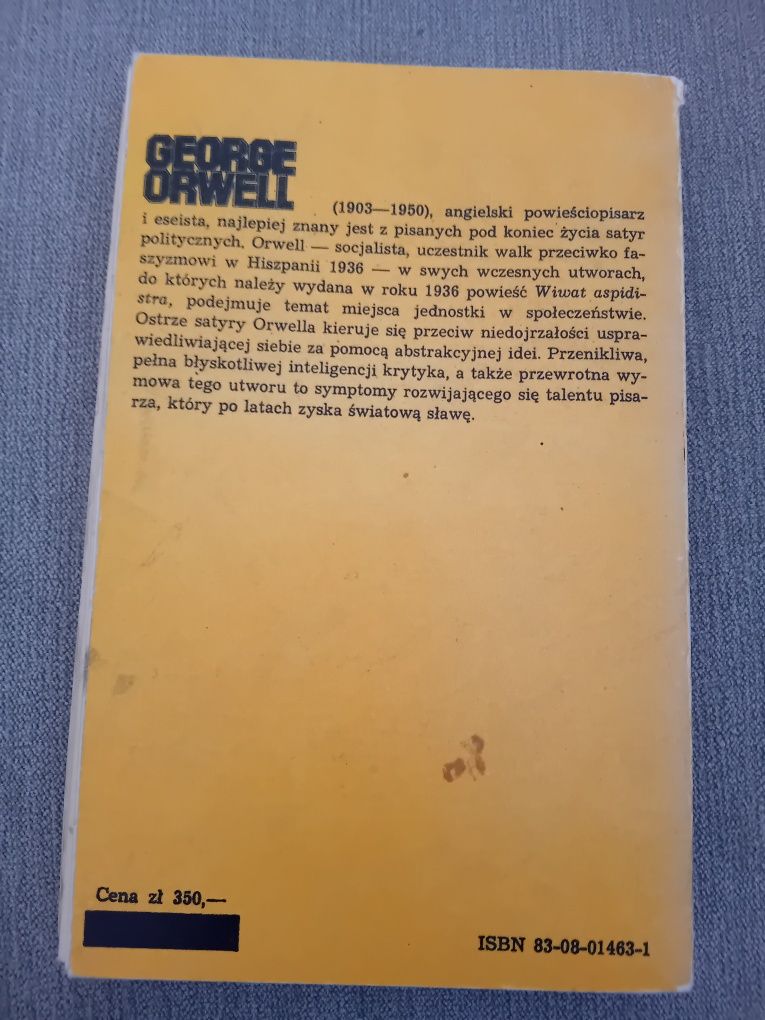 GEORGE
ORWELL
(1903—1950), angielski powieściopisarz
i eseista, najlepiej znany jest z pisanych pod koniec życia satyr
politycznych. Orwell — socjalista, uczestnik walk przeciwko fa-
szyzmowi w Hiszpanii 1936 — w swych wczesnych utworach,
do których należy wydana w roku 1936 powieść Wiwat aspidi-
stra, podejmuje temat miejsca jednostki w społeczeństwie.
Ostrze satyry Orwella kieruje się przeciw niedojrzałości uspra-
wiedliwiającej siebie za pomocą abstrakcyjnej idei. Przenikliwa,
pełna błyskotliwej inteligencji krytyka, a także przewrotna wy-
mowa tego utworu to symptomy rozwijającego się talentu pisa-
rza, który po latach zyska światową sławę.
Cena zł 350,—
ISBN 83-08-01463-1